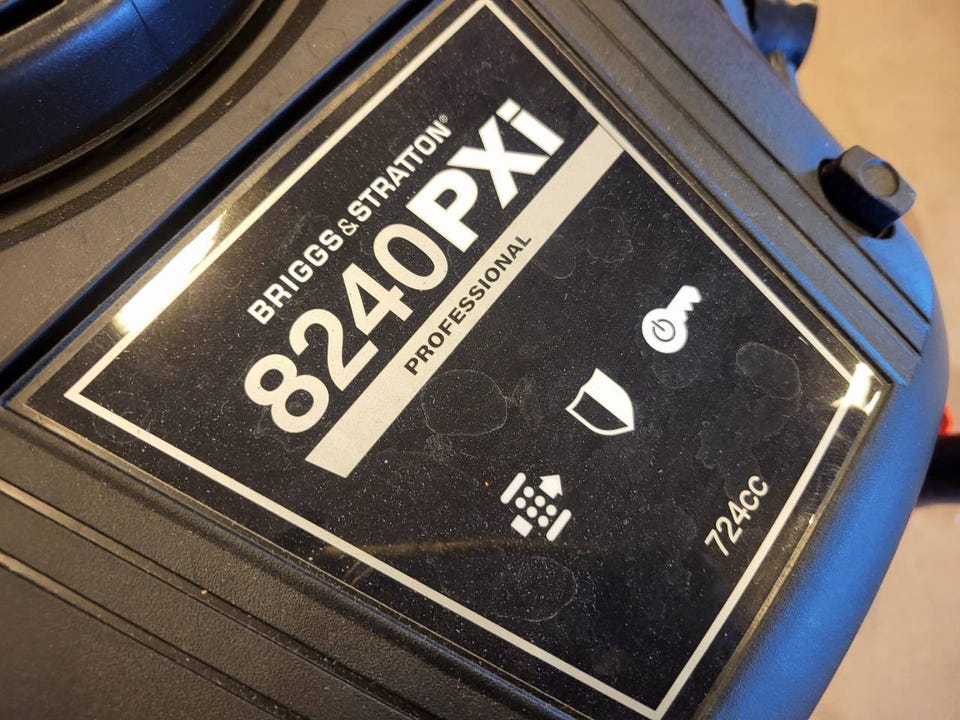 BRIGGS & STRATTON®
8240PXi
PROFESSIONAL
724cc